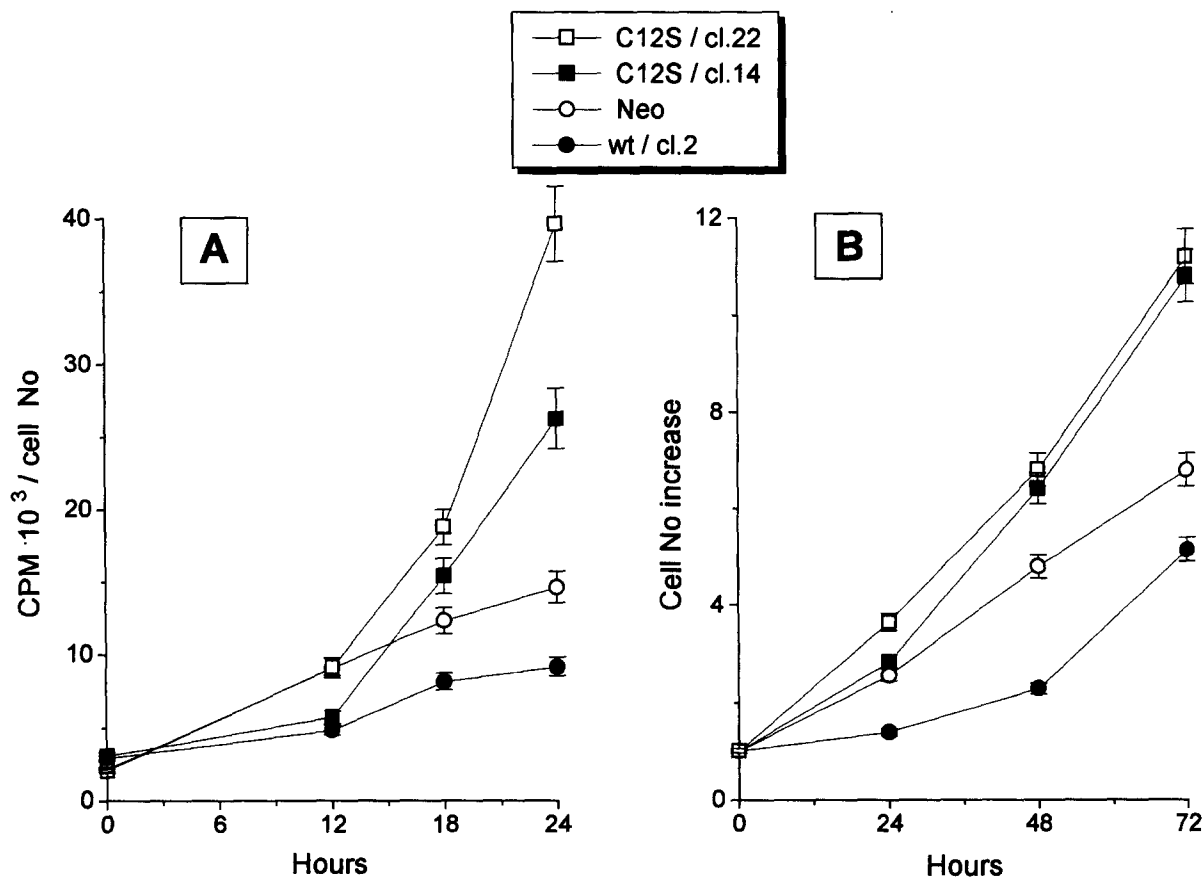 C12S / cl.22
C12S / cl.14
Neo
wt / cl.2
A
CPM ·10 3 / cell No
40
30
20
10
0
0
6
12
18
24
Hours
B
Cell No increase
12
8
4
0
0
24
48
72
Hours